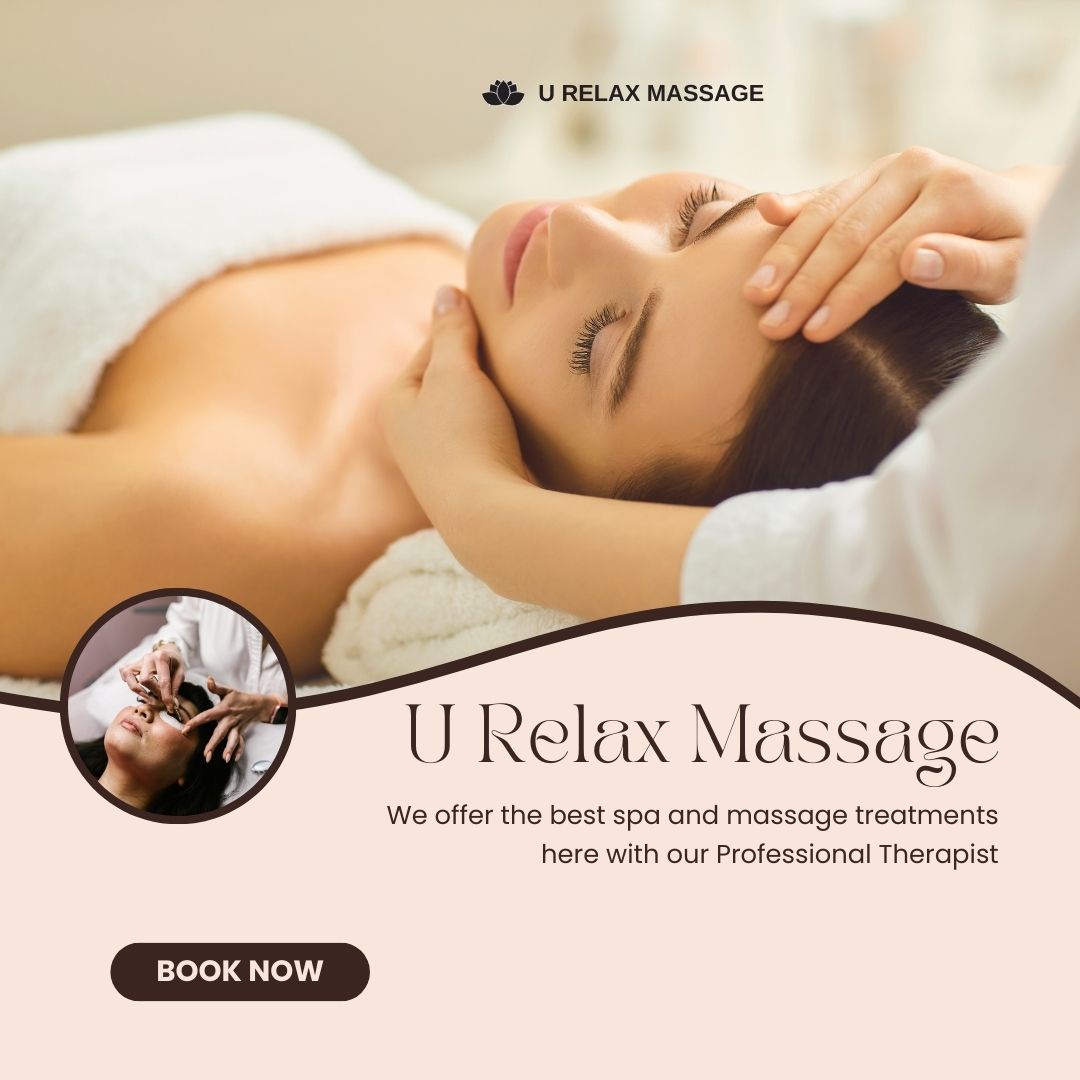 U RELAX MASSAGE
U Relax Massage
We offer the best spa and massage treatments
here with our Professional Therapist
BOOK NOW